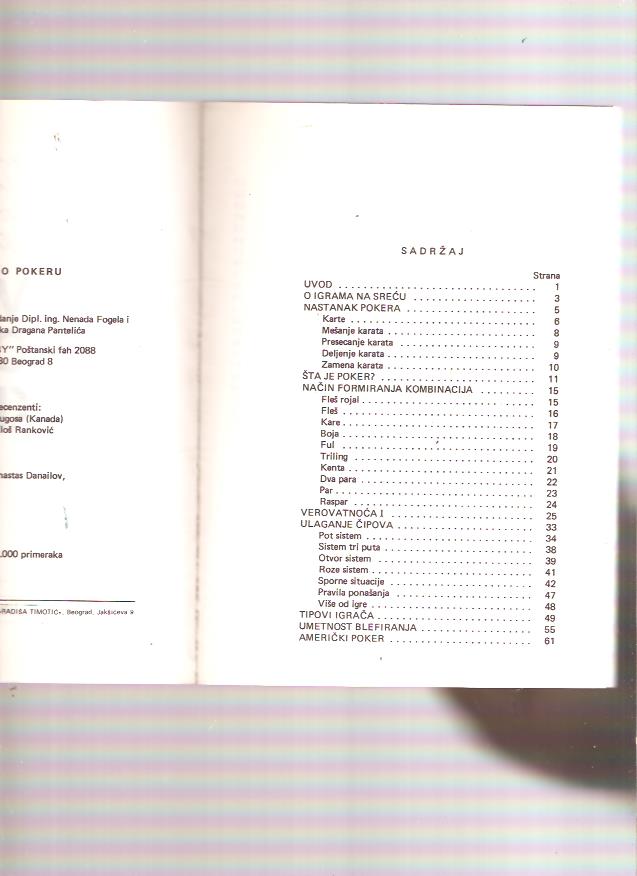 O POKERU
danje Dipl. ing. Nenada Fogela i
ka Dragana Pantelića
Y" Poštanski fah 2088
80 Beograd 8
ecenzenti:
ugosa (Kanada)
loš Ranković
nastas Danailov,
.000 primeraka
RADIŠA TIMOTIĆ«, Beograd, Jakšićeva 9
SADRŽAJ
Strana
UVOD .................................. 1
O IGRAMA NA SREĆU .................... 3
NASTANAK POKERA ...................... 5
Karte ............................... 6
Mešanje karata ...................... 8
Presecanje karata ................... 9
Deljenje karata ..................... 9
Zamena karata ....................... 10
ŠTA JE POKER? ........................ 11
NAČIN FORMIRANJA KOMBINACIJA ......... 15
Fleš rojal .......................... 15
Fleš ................................ 16
Kare ................................ 17
Boja ................................ 18
Ful ................................. 19
Triling ............................. 20
Kenta ............................... 21
Dva para ............................ 22
Par ................................. 23
Raspar .............................. 24
VEROVATNOĆA I ........................ 25
ULAGANJE ČIPOVA ...................... 33
Pot sistem .......................... 34
Sistem tri puta ..................... 38
Otvor sistem ........................ 39
Roze sistem ......................... 41
Sporne situacije .................... 42
Pravila ponašanja ................... 47
Više od igre ........................ 48
TIPOVI IGRAČA ........................ 49
UMETNOST BLEFIRANJA .................. 55
AMERIČKI POKER ....................... 61